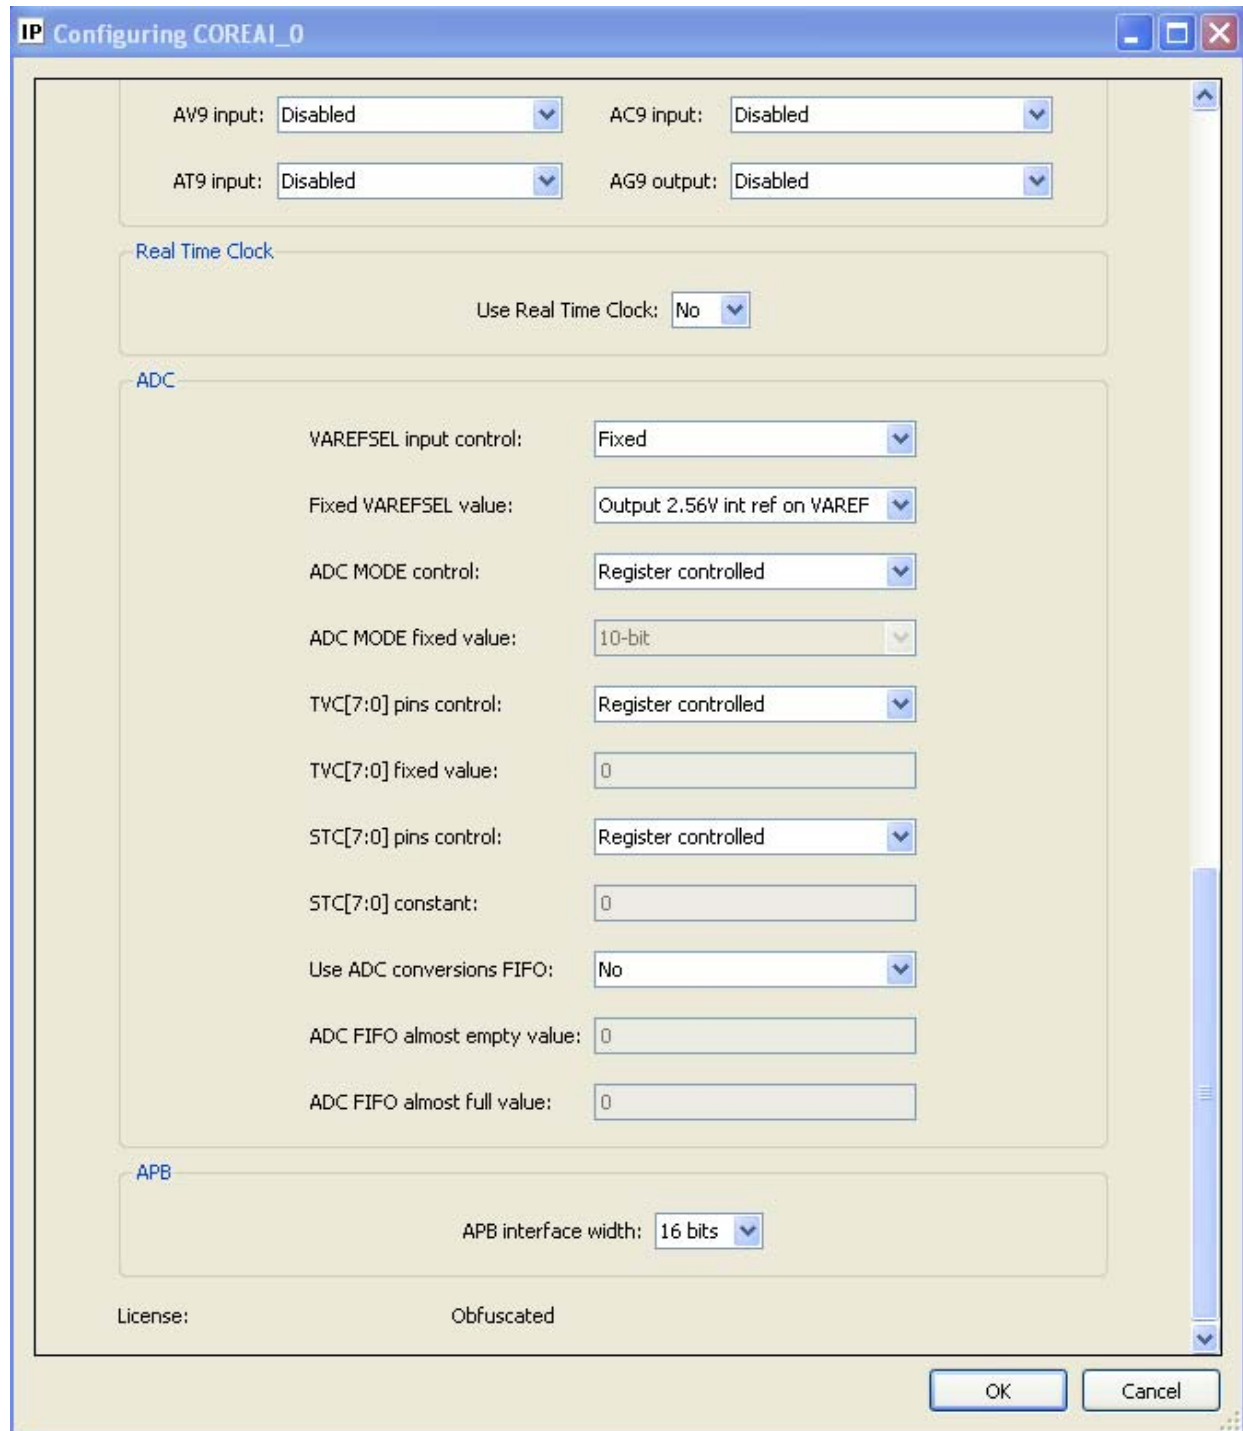 IP Configuring COREAI_0
AV9 input: Disabled AC9 input: Disabled
AT9 input: Disabled AG9 output: Disabled
Real Time Clock
Use Real Time Clock: No
ADC
VAREFSEL input control: Fixed
Fixed VAREFSEL value: Output 2.56V int ref on VAREF
ADC MODE control: Register controlled
ADC MODE fixed value: 10-bit
TVC[7:0] pins control: Register controlled
TVC[7:0] fixed value: 0
STC[7:0] pins control: Register controlled
STC[7:0] constant: 0
Use ADC conversions FIFO: No
ADC FIFO almost empty value: 0
ADC FIFO almost full value: 0
APB
APB interface width: 16 bits
License: Obfuscated
OK Cancel